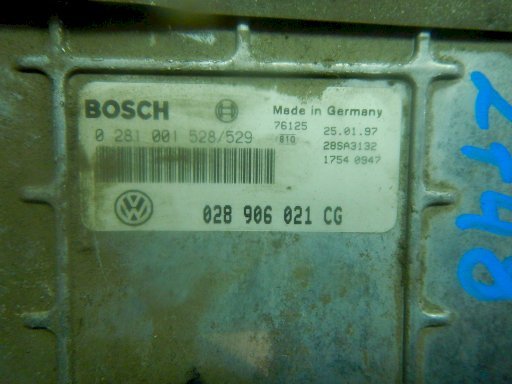 BOSCH
Made in Germany
0 281 001 528/529
76125 25.01.97
810 28SA3132
1754 0947
028 906 021 CG